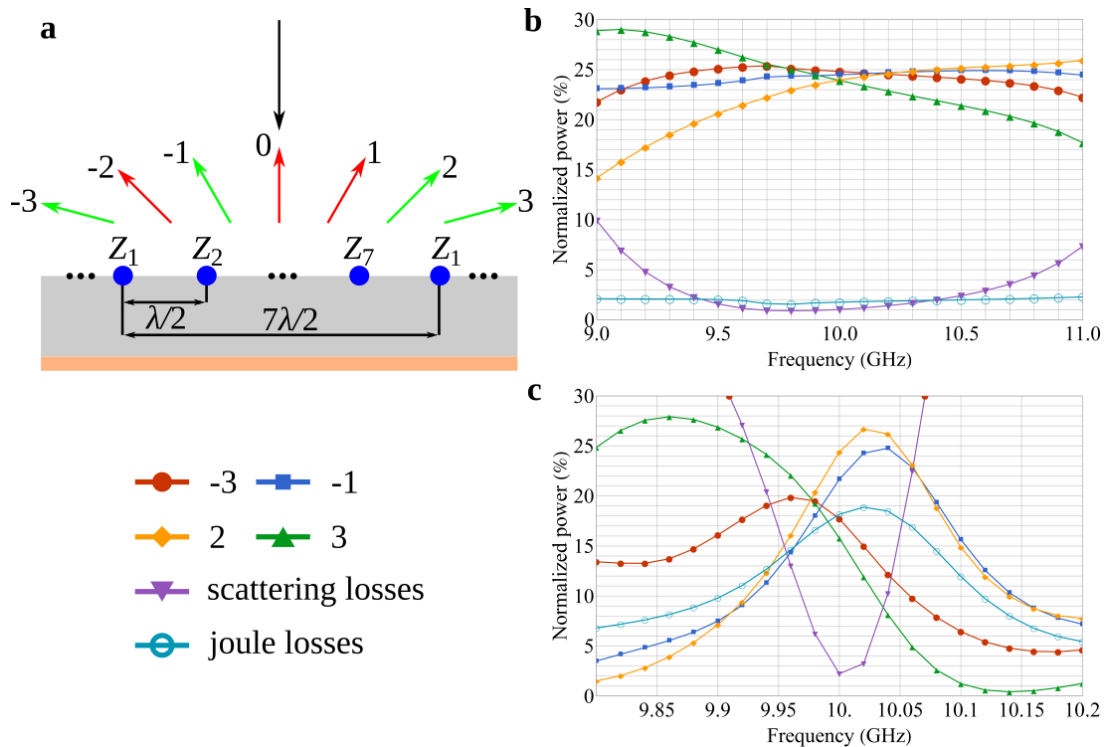 a
0
-1
1
-2
2
-3
3
Z1
Z2
Z7
Z1
λ/2
7λ/2
-3
-1
2
3
scattering losses
joule losses
b
Normalized power (%)
30
25
20
15
10
5
0
9.0
9.5
10.0
10.5
11.0
Frequency (GHz)
c
Normalized power (%)
30
25
20
15
10
5
0
9.85
9.9
9.95
10.
10.05
10.1
10.15
10.2
Frequency (GHz)